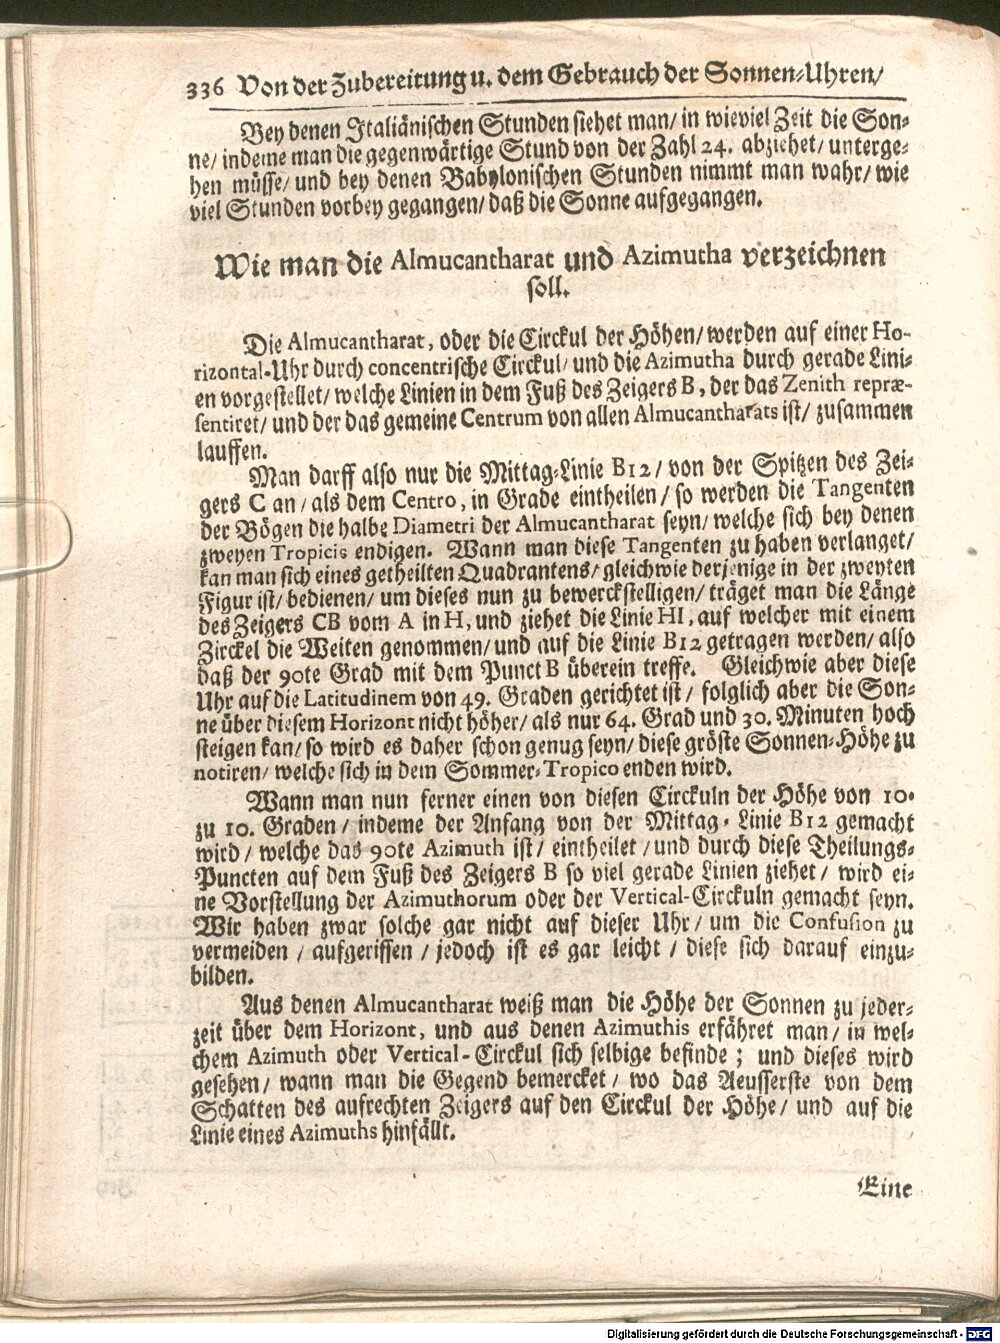 336 Von der Zubereitung u. dem Gebrauch der Sonnen-Uhren/
Bey denen Italiänischen Stunden siehet man/ in wieviel Zeit die Son-
ne/ indeme man die gegenwärtige Stund von der Zahl 24. abziehet/ unterge-
hen müsse/ und bey denen Babylonischen Stunden nimmt man wahr/ wie
viel Stunden vorbey gegangen/ daß die Sonne aufgegangen.
Wie man die Almucantharat und Azimutha verzeichnen
soll.
Die Almucantharat, oder die Circkul der Höhen/ werden auf einer Ho-
rizontal-Uhr durch concentrische Circkul/ und die Azimutha durch gerade Lini-
en vorgestellet/ welche Linien in dem Fuß des Zeigers B, der das Zenith repræ-
sentiret/ und der das gemeine Centrum von allen Almucantharats ist/ zusammen
lauffen.
Man darff also nur die Mittag-Linie B12/ von der Spitzen des Zei-
gers C an/ als dem Centro, in Grade eintheilen/ so werden die Tangenten
der Bögen die halbe Diametri der Almucantharat seyn/ welche sich bey denen
zweyen Tropicis endigen. Wann man diese Tangenten zu haben verlanget/
kan man sich eines getheilten Quadrantens/ gleichwie derjenige in der zweyten
Figur ist/ bedienen/ um dieses nun zu bewerckstelligen/ träget man die Länge
des Zeigers CB vom A in H, und ziehet die Linie HI, auf welcher mit einem
Zirckel die Weiten genommen/ und auf die Linie B12 getragen werden/ also
daß der 90te Grad mit dem Punct B überein treffe. Gleichwie aber diese
Uhr auf die Latitudinem von 49. Graden gerichtet ist/ folglich aber die Son-
ne über diesem Horizont nicht höher/ als nur 64. Grad und 30. Minuten hoch
steigen kan/ so wird es daher schon genug seyn/ diese gröste Sonnen-Höhe zu
notiren/ welche sich in dem Sommer-Tropico enden wird.
Wann man nun ferner einen von diesen Circkuln der Höhe von 10.
zu 10. Graden/ indeme der Anfang von der Mittag-Linie B12 gemacht
wird/ welche das 90te Azimuth ist/ eintheilet/ und durch diese Theilungs-
Puncten auf dem Fuß des Zeigers B so viel gerade Linien ziehet/ wird ei-
ne Vorstellung der Azimuthorum oder der Vertical-Circkuln gemacht seyn.
Wir haben zwar solche gar nicht auf dieser Uhr/ um die Confusion zu
vermeiden/ aufgerissen/ jedoch ist es gar leicht/ diese sich darauf einzu-
bilden.
Aus denen Almucantharat weiß man die Höhe der Sonnen zu jeder-
zeit über dem Horizont, und aus denen Azimuthis erfähret man/ in wel-
chem Azimuth oder Vertical-Circkul sich selbige befinde; und dieses wird
gesehen/ wann man die Gegend bemercket/ wo das Aeusserste von dem
Schatten des aufrechten Zeigers auf den Circkul der Höhe/ und auf die
Linie eines Azimuths hinfällt.
Eine
Digitalisierung gefördert durch die Deutsche Forschungsgemeinschaft - DFG